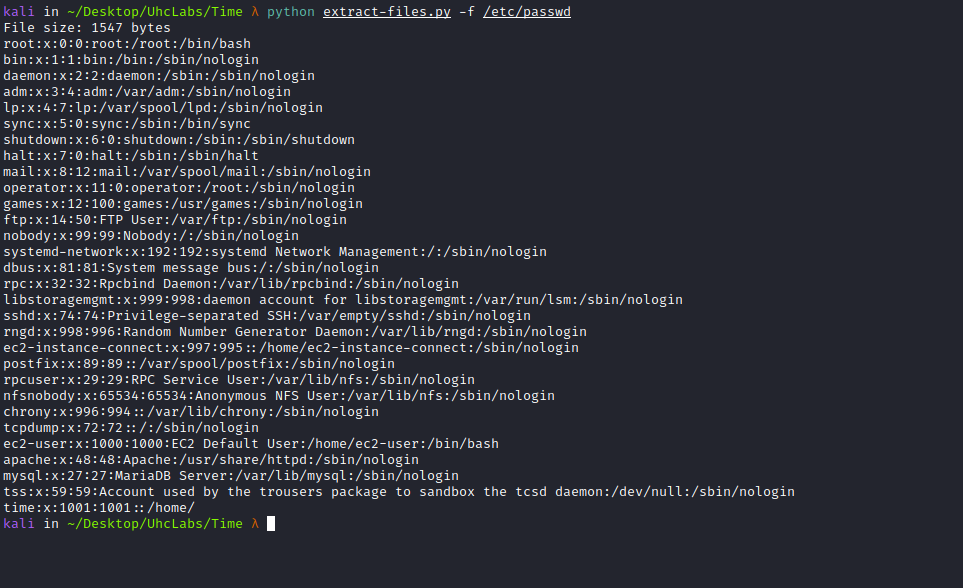 kali in ~/Desktop/UhcLabs/Time λ python extract-files.py -f /etc/passwd
File size: 1547 bytes
root:x:0:0:root:/root:/bin/bash
bin:x:1:1:bin:/bin:/sbin/nologin
daemon:x:2:2:daemon:/sbin:/sbin/nologin
adm:x:3:4:adm:/var/adm:/sbin/nologin
lp:x:4:7:lp:/var/spool/lpd:/sbin/nologin
sync:x:5:0:sync:/sbin:/bin/sync
shutdown:x:6:0:shutdown:/sbin:/sbin/shutdown
halt:x:7:0:halt:/sbin:/sbin/halt
mail:x:8:12:mail:/var/spool/mail:/sbin/nologin
operator:x:11:0:operator:/root:/sbin/nologin
games:x:12:100:games:/usr/games:/sbin/nologin
ftp:x:14:50:FTP User:/var/ftp:/sbin/nologin
nobody:x:99:99:Nobody:/:/sbin/nologin
systemd-network:x:192:192:systemd Network Management:/:/sbin/nologin
dbus:x:81:81:System message bus:/:/sbin/nologin
rpc:x:32:32:Rpcbind Daemon:/var/lib/rpcbind:/sbin/nologin
libstoragemgmt:x:999:998:daemon account for libstoragemgmt:/var/run/lsm:/sbin/nologin
sshd:x:74:74:Privilege-separated SSH:/var/empty/sshd:/sbin/nologin
rngd:x:998:996:Random Number Generator Daemon:/var/lib/rngd:/sbin/nologin
ec2-instance-connect:x:997:995::/home/ec2-instance-connect:/sbin/nologin
postfix:x:89:89::/var/spool/postfix:/sbin/nologin
rpcuser:x:29:29:RPC Service User:/var/lib/nfs:/sbin/nologin
nfsnobody:x:65534:65534:Anonymous NFS User:/var/lib/nfs:/sbin/nologin
chrony:x:996:994::/var/lib/chrony:/sbin/nologin
tcpdump:x:72:72::/:/sbin/nologin
ec2-user:x:1000:1000:EC2 Default User:/home/ec2-user:/bin/bash
apache:x:48:48:Apache:/usr/share/httpd:/sbin/nologin
mysql:x:27:27:MariaDB Server:/var/lib/mysql:/sbin/nologin
tss:x:59:59:Account used by the trousers package to sandbox the tcsd daemon:/dev/null:/sbin/nologin
time:x:1001:1001::/home/
kali in ~/Desktop/UhcLabs/Time λ